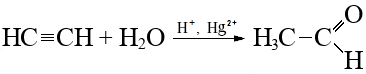 HC≡CH + H₂O —H⁺, Hg²⁺→ H₃C–C(=O)–H